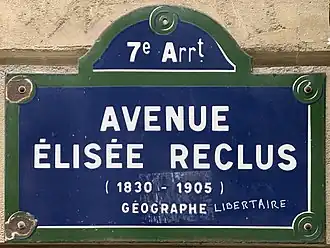 7e Arrt
AVENUE
ÉLISÉE RECLUS
( 1830 - 1905 )
GÉOGRAPHE LIBERTAIRE